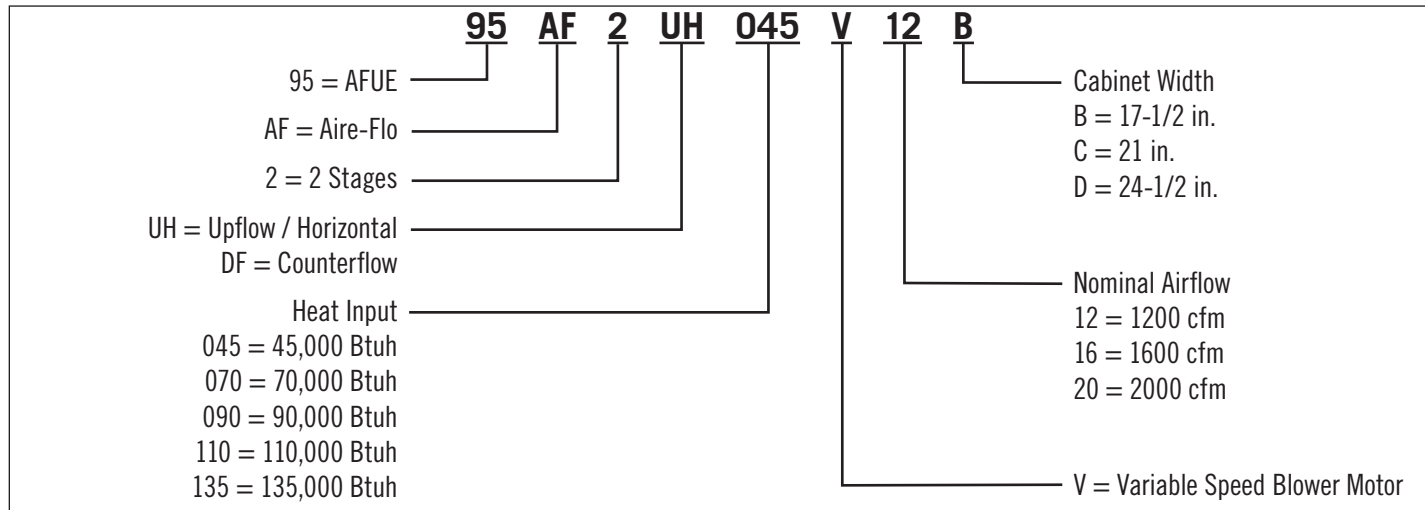 95 AF 2 UH 045 V 12 B
95 = AFUE
AF = Aire-Flo
2 = 2 Stages
UH = Upflow / Horizontal
DF = Counterflow
Heat Input
045 = 45,000 Btuh
070 = 70,000 Btuh
090 = 90,000 Btuh
110 = 110,000 Btuh
135 = 135,000 Btuh
Cabinet Width
B = 17-1/2 in.
C = 21 in.
D = 24-1/2 in.
Nominal Airflow
12 = 1200 cfm
16 = 1600 cfm
20 = 2000 cfm
V = Variable Speed Blower Motor